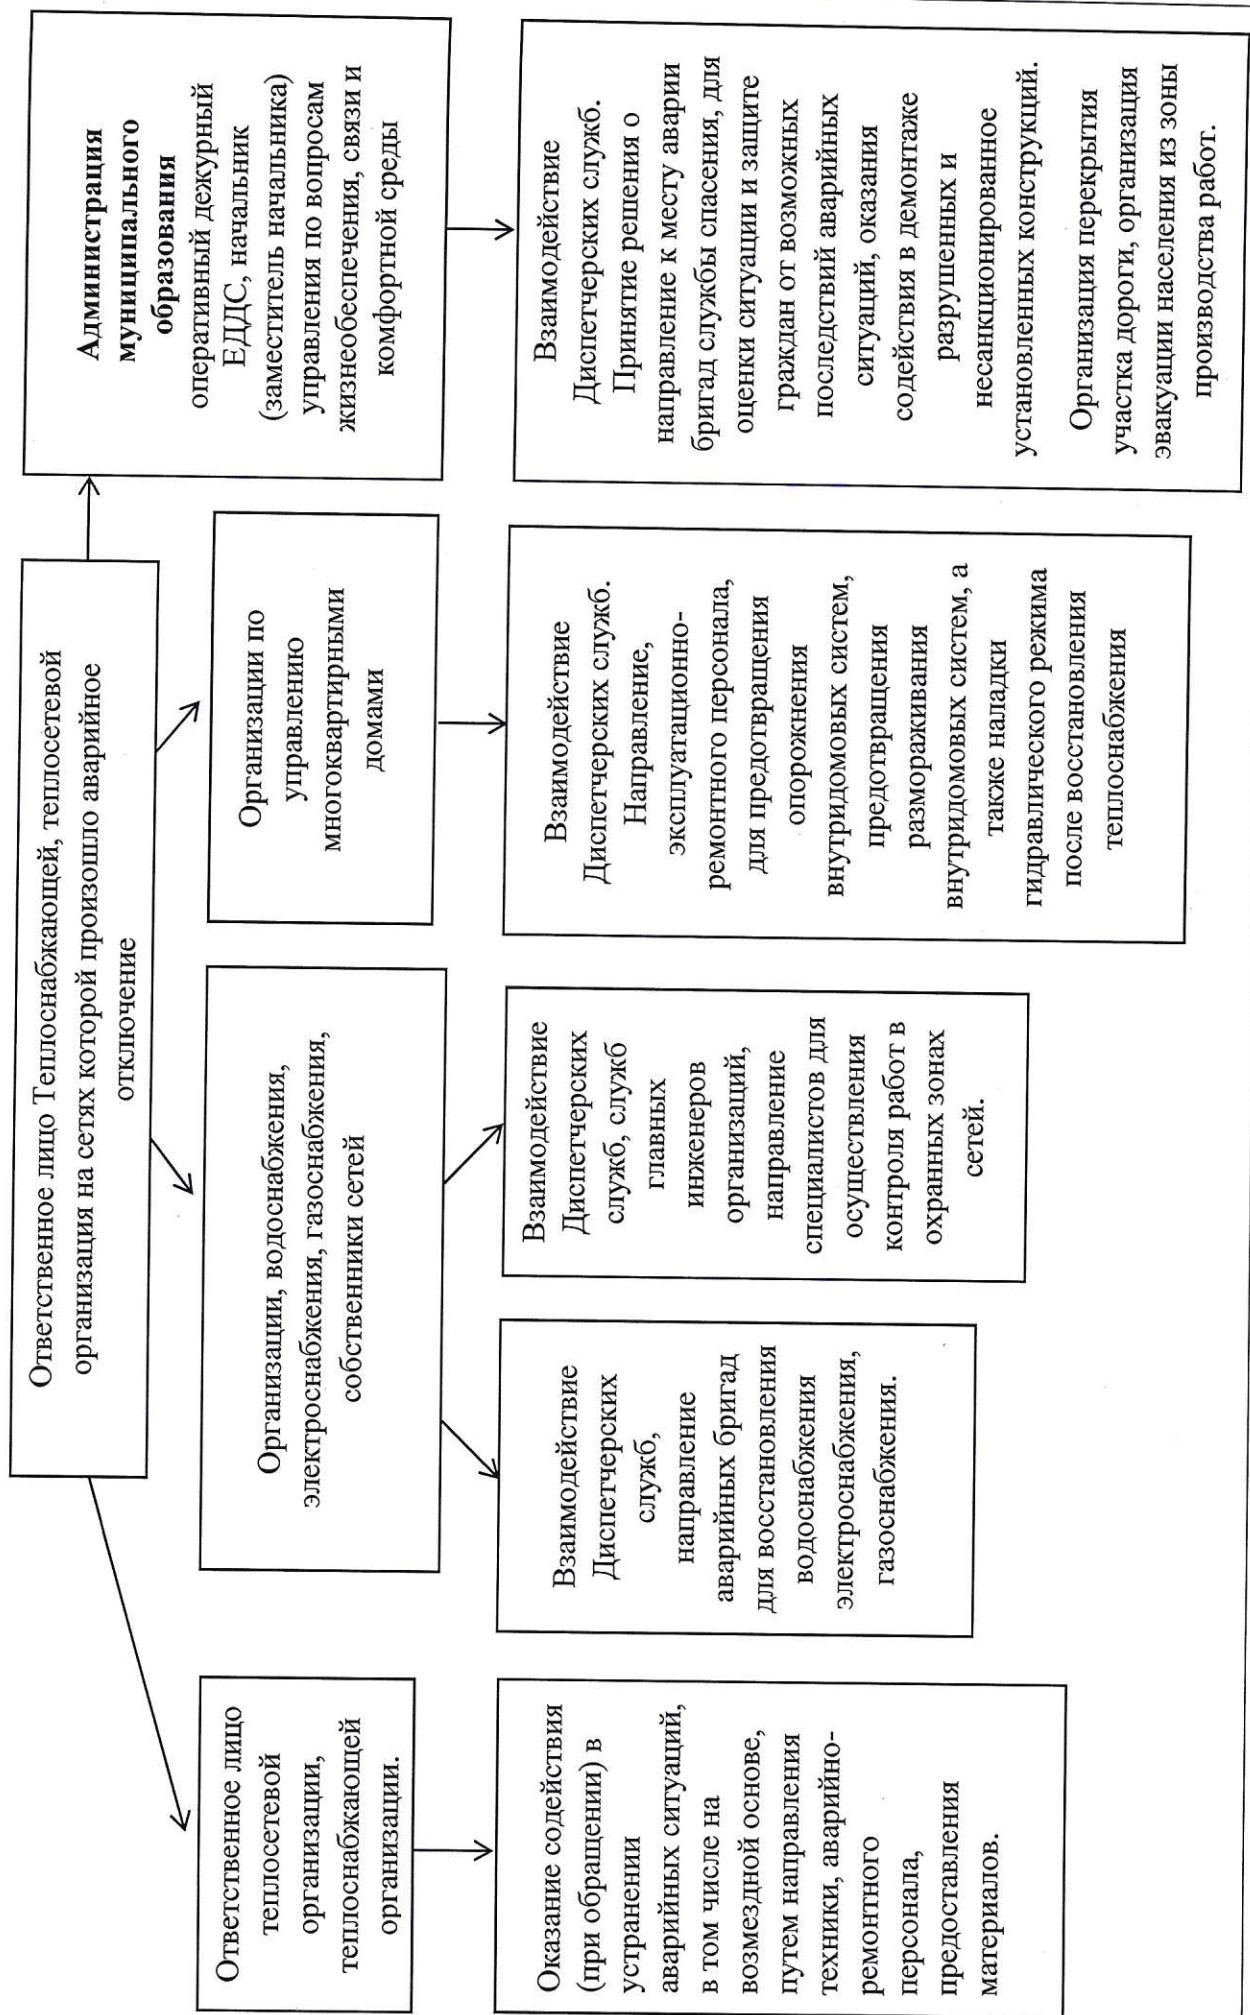 Ответственное лицо Теплоснабжающей, теплосетевой
организация на сетях которой произошло аварийное
отключение
Ответственное лицо
теплосетевой
организации,
теплоснабжающей
организации.
Организации, водоснабжения,
электроснабжения, газоснабжения,
собственники сетей
Организации по
управлению
многоквартирными
домами
Администрация
муниципального
образования
оперативный дежурный
ЕДДС, начальник
(заместитель начальника)
управления по вопросам
жизнеобеспечения, связи и
комфортной среды
Оказание содействия
(при обращении) в
устранении
аварийных ситуаций,
в том числе на
возмездной основе,
путем направления
техники, аварийно-
ремонтного
персонала,
предоставления
материалов.
Взаимодействие
Диспетчерских
служб,
направление
аварийных бригад
для восстановления
водоснабжения
электроснабжения,
газоснабжения.
Взаимодействие
Диспетчерских
служб, служб
главных
инженеров
организаций,
направление
специалистов для
осуществления
контроля работ в
охранных зонах
сетей.
Взаимодействие
Диспетчерских служб.
Направление,
эксплуатационно-
ремонтного персонала,
для предотвращения
опорожнения
внутридомовых систем,
предотвращения
размораживания
внутридомовых систем, а
также наладки
гидравлического режима
после восстановления
теплоснабжения
Взаимодействие
Диспетчерских служб.
Принятие решения о
направление к месту аварии
бригад службы спасения, для
оценки ситуации и защите
граждан от возможных
последствий аварийных
ситуаций, оказания
содействия в демонтаже
разрушенных и
несанкционированное
установленных конструкций.
Организация перекрытия
участка дороги, организация
эвакуации населения из зоны
производства работ.